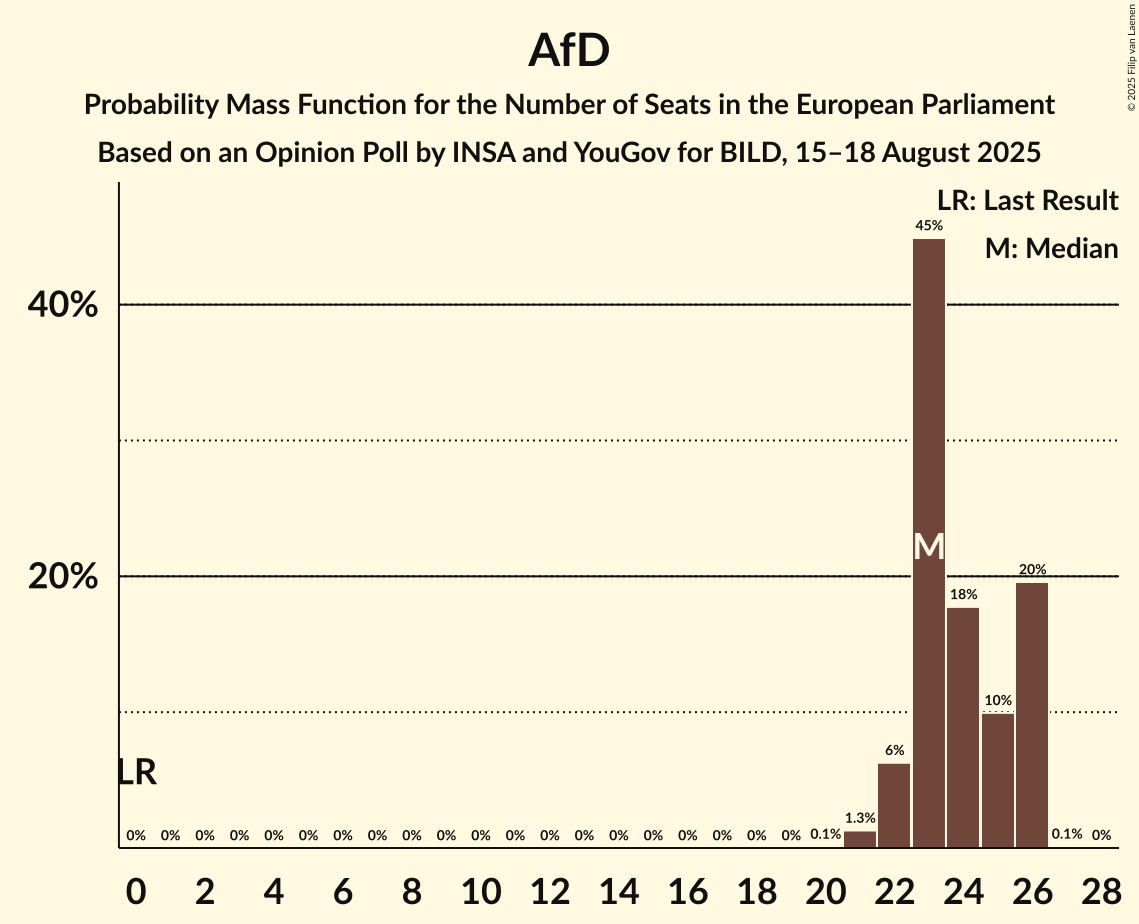 AfD
Probability Mass Function for the Number of Seats in the European Parliament
Based on an Opinion Poll by INSA and YouGov for BILD, 15–18 August 2025
© 2025 Filip van Laenen
LR: Last Result
M: Median
45%
40%
M
20%
20%
18%
10%
6%
LR
1.3%
0% 0% 0% 0% 0% 0% 0% 0% 0% 0% 0% 0% 0% 0% 0% 0% 0% 0% 0% 0% 0.1% 0.1% 0%
0 2 4 6 8 10 12 14 16 18 20 22 24 26 28